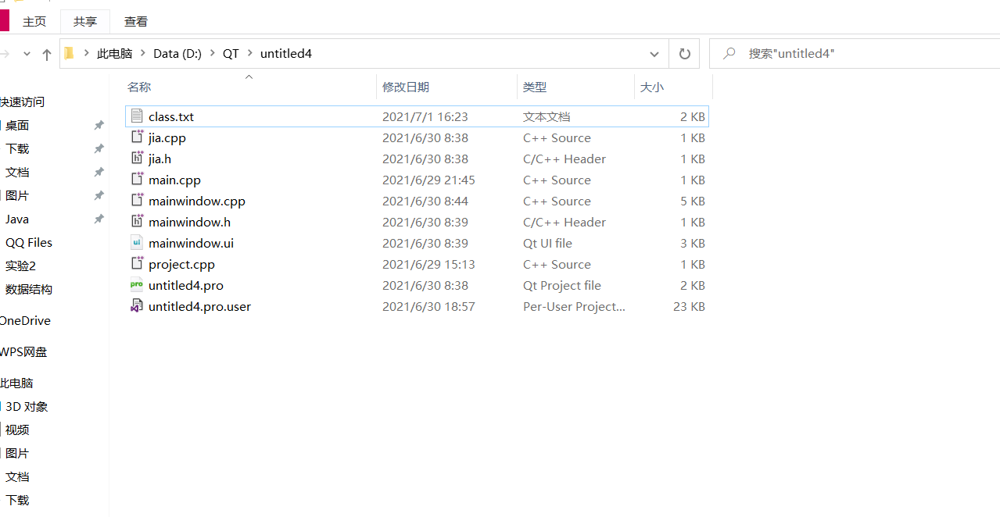 主页 共享 查看
此电脑 Data (D:) QT untitled4 搜索"untitled4"
名称 修改日期 类型 大小
class.txt 2021/7/1 16:23 文本文档 2 KB
jia.cpp 2021/6/30 8:38 C++ Source 1 KB
jia.h 2021/6/30 8:38 C/C++ Header 1 KB
main.cpp 2021/6/29 21:45 C++ Source 1 KB
mainwindow.cpp 2021/6/30 8:44 C++ Source 5 KB
mainwindow.h 2021/6/30 8:39 C/C++ Header 1 KB
mainwindow.ui 2021/6/30 8:39 Qt UI file 3 KB
project.cpp 2021/6/29 15:13 C++ Source 1 KB
untitled4.pro 2021/6/30 8:38 Qt Project file 2 KB
untitled4.pro.user 2021/6/30 18:57 Per-User Project... 23 KB
快速访问
桌面
下载
文档
图片
Java
QQ Files
实验2
数据结构
OneDrive
WPS网盘
此电脑
3D 对象
视频
图片
文档
下载